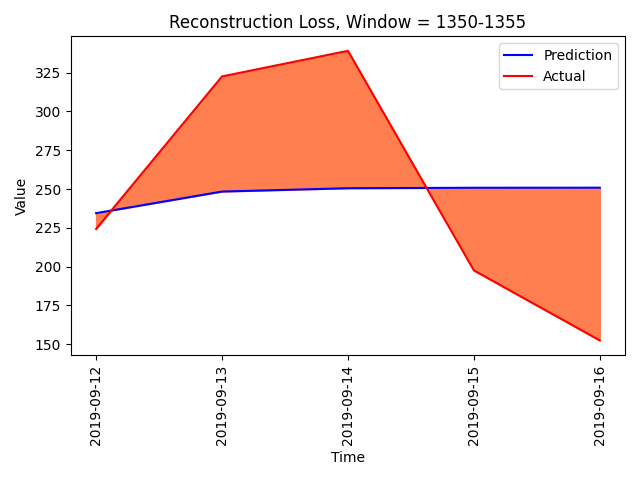 Reconstruction Loss, Window = 1350-1355
Prediction
Actual
Value
325
300
275
250
225
200
175
150
2019-09-12
2019-09-13
2019-09-14
2019-09-15
2019-09-16
Time